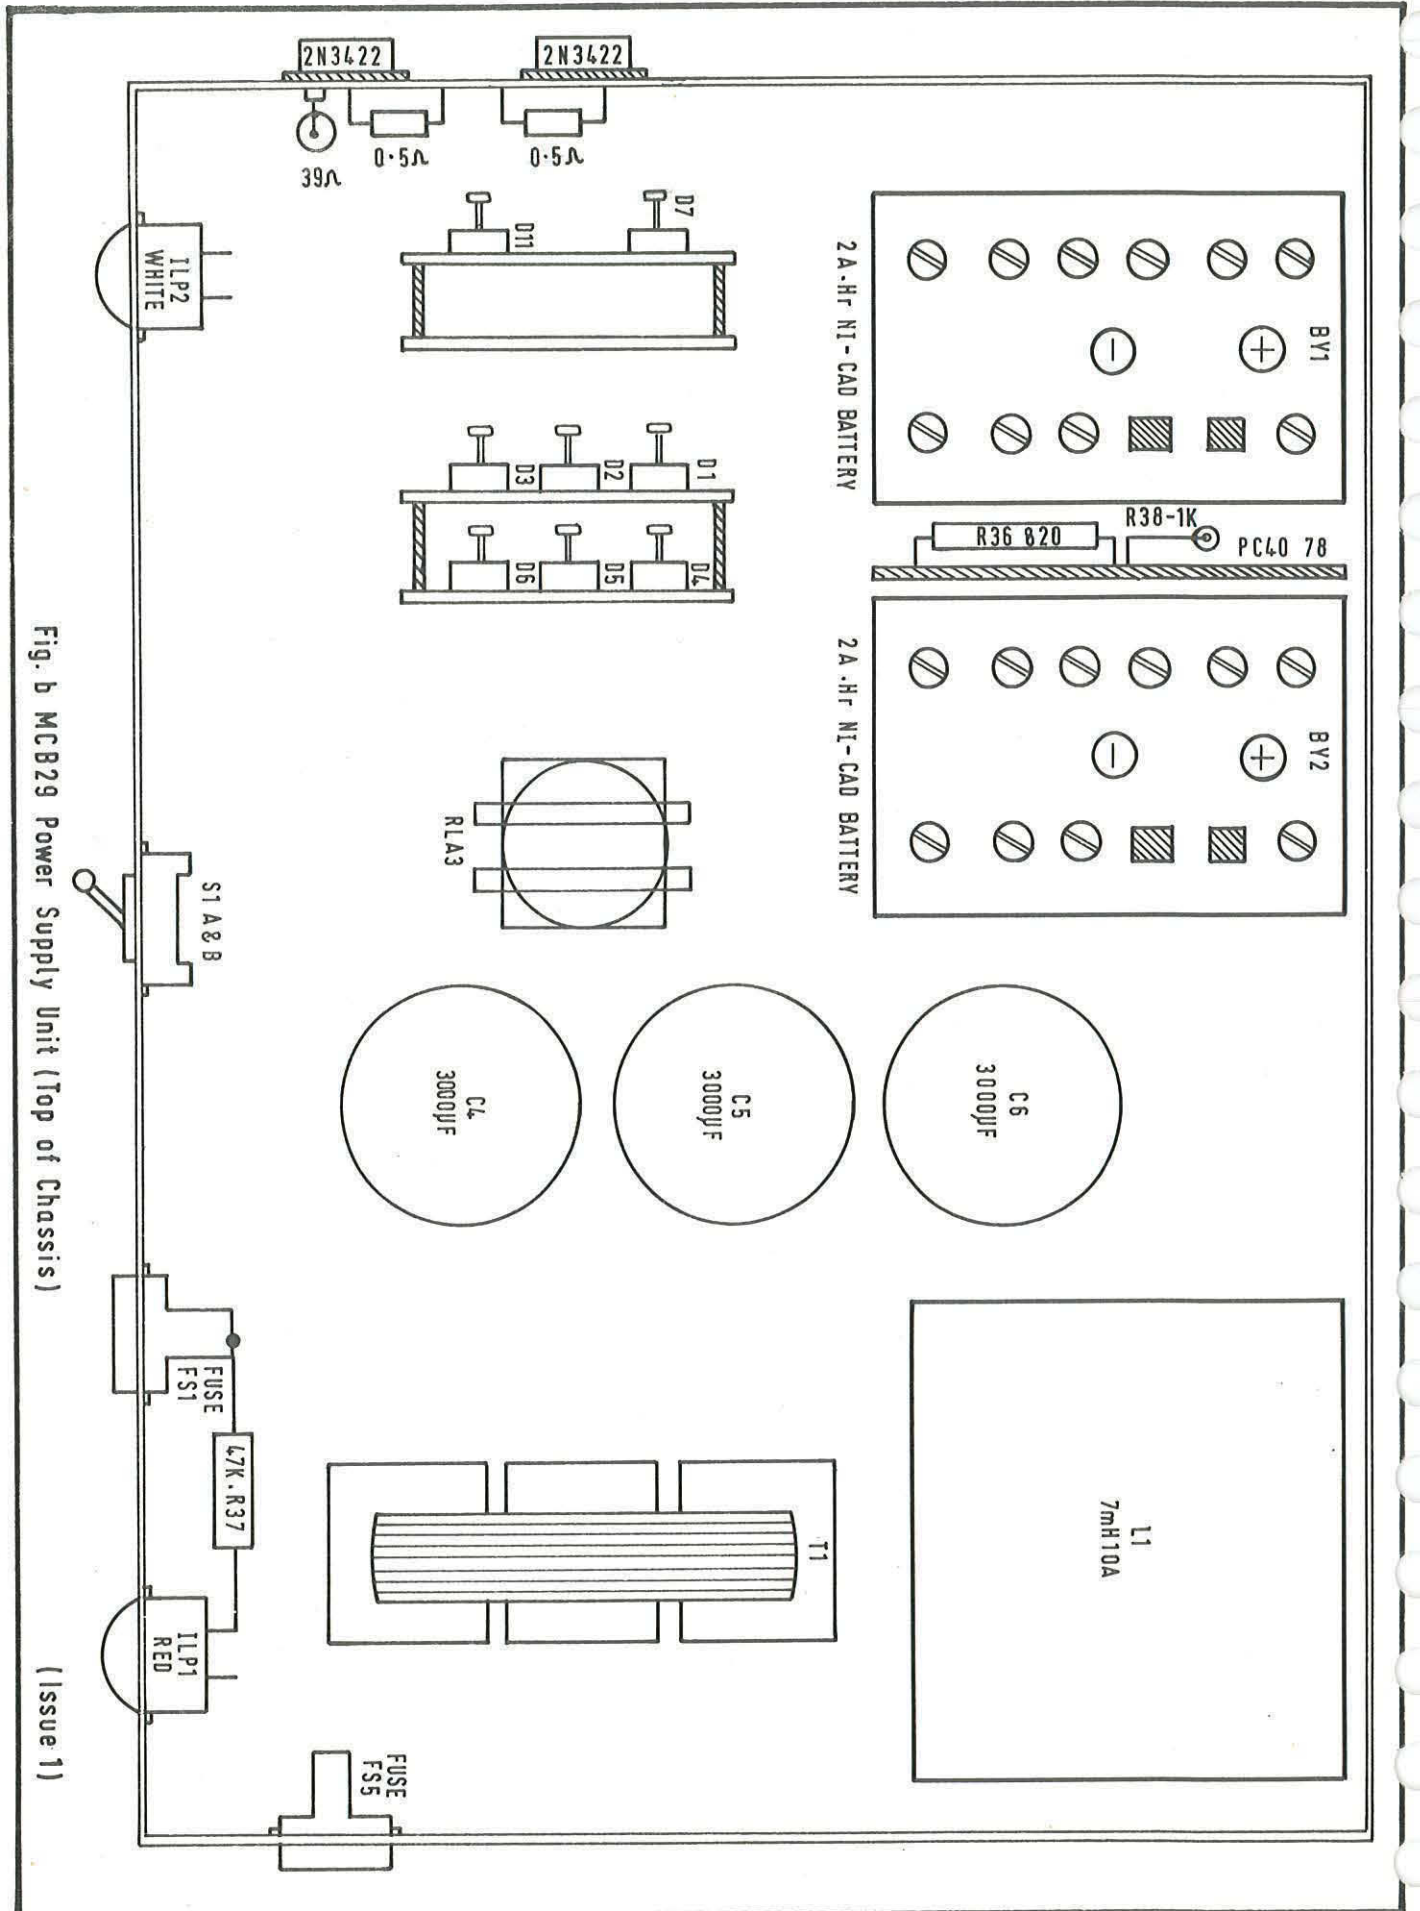 2N3422
2N3422
39Ω
0·5Ω
0·5Ω
ILP2
WHITE
D11
D7
2 A·Hr NI-CAD BATTERY
BY1
+
−
D3
D2
D1
D6
D5
D4
R36 820
R38-1K
PC40 78
2 A·Hr NI-CAD BATTERY
BY2
+
−
RLA3
S1 A&B
C4
3000µF
C5
3000µF
C6
3000µF
FUSE
FS1
47K·R37
ILP1
RED
T1
L1
7mH10A
FUSE
FS5
Fig. b MCB29 Power Supply Unit (Top of Chassis)
(Issue 1)